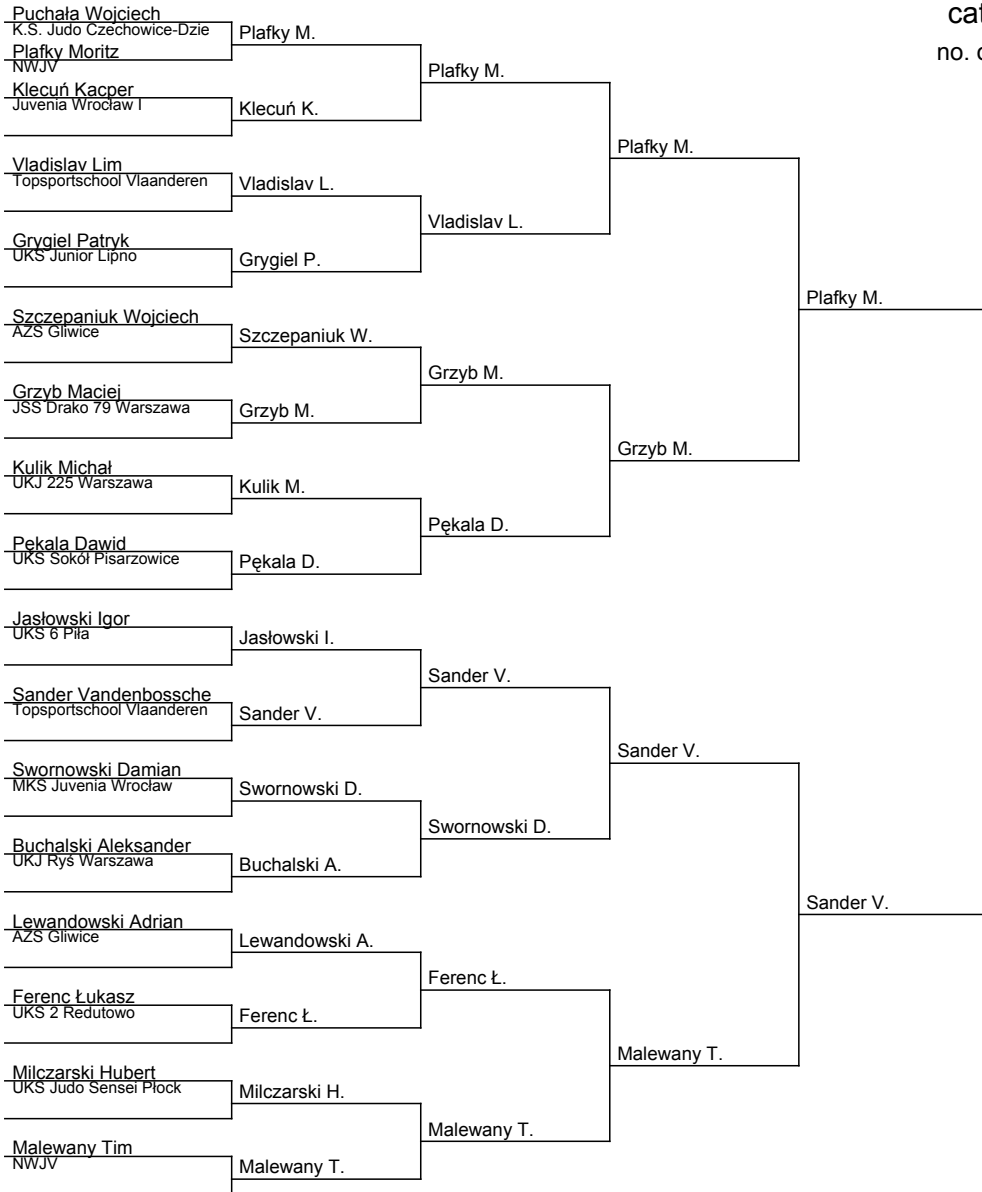 Puchała Wojciech
K.S. Judo Czechowice-Dzie
Plafky Moritz
NWJV
Klecuń Kacper
Juvenia Wrocław I
Vladislav Lim
Topsportschool Vlaanderen
Grygiel Patryk
UKS Junior Lipno
Szczepaniuk Wojciech
AZS Gliwice
Grzyb Maciej
JSS Drako 79 Warszawa
Kulik Michał
UKJ 225 Warszawa
Pękala Dawid
UKS Sokół Pisarzowice
Jasłowski Igor
UKS 6 Piła
Sander Vandenbossche
Topsportschool Vlaanderen
Swornowski Damian
MKS Juvenia Wrocław
Buchalski Aleksander
UKJ Ryś Warszawa
Lewandowski Adrian
AZS Gliwice
Ferenc Łukasz
UKS 2 Redutowo
Milczarski Hubert
UKS Judo Sensei Płock
Malewany Tim
NWJV
Plafky M.
Klecuń K.
Vladislav L.
Grygiel P.
Szczepaniuk W.
Grzyb M.
Kulik M.
Pękala D.
Jasłowski I.
Sander V.
Swornowski D.
Buchalski A.
Lewandowski A.
Ferenc Ł.
Milczarski H.
Malewany T.
Plafky M.
Vladislav L.
Grzyb M.
Pękala D.
Sander V.
Swornowski D.
Ferenc Ł.
Malewany T.
Plafky M.
Grzyb M.
Sander V.
Malewany T.
Plafky M.
Sander V.
cat
no. c